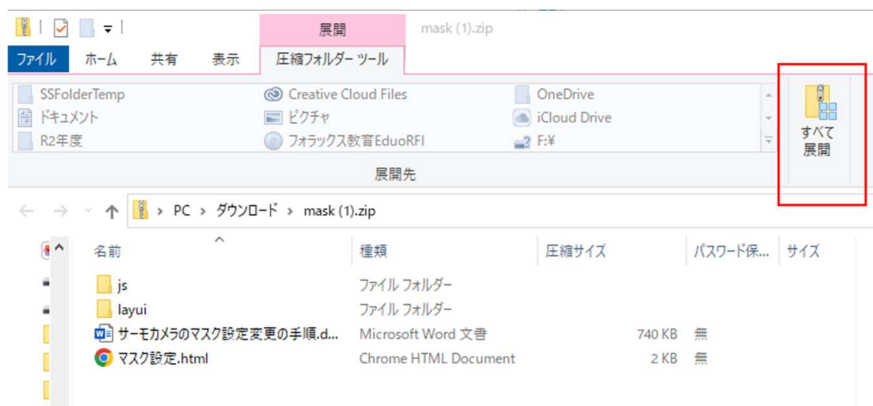 展開
mask (1).zip
ファイル ホーム 共有 表示 圧縮フォルダー ツール
SSFolderTemp Creative Cloud Files OneDrive
ドキュメント ピクチャ iCloud Drive
R2年度 フォラックス教育EduoRFI F:¥
すべて
展開
展開先
PC › ダウンロード › mask (1).zip
名前 種類 圧縮サイズ パスワード保... サイズ
js ファイル フォルダー
layui ファイル フォルダー
サーモカメラのマスク設定変更の手順.d... Microsoft Word 文書 740 KB 無
マスク設定.html Chrome HTML Document 2 KB 無